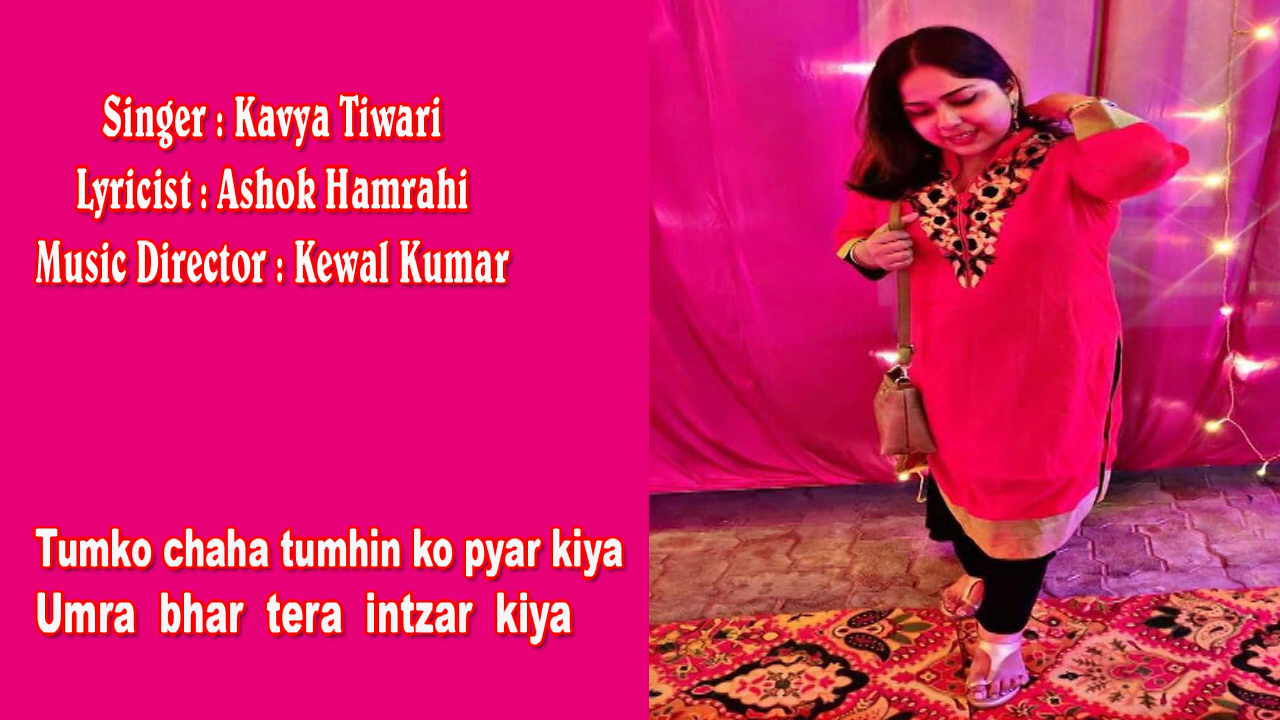 Singer : Kavya Tiwari
Lyricist : Ashok Hamrahi
Music Director : Kewal Kumar
Tumko chaha tumhin ko pyar kiya
Umra bhar tera intzar kiya